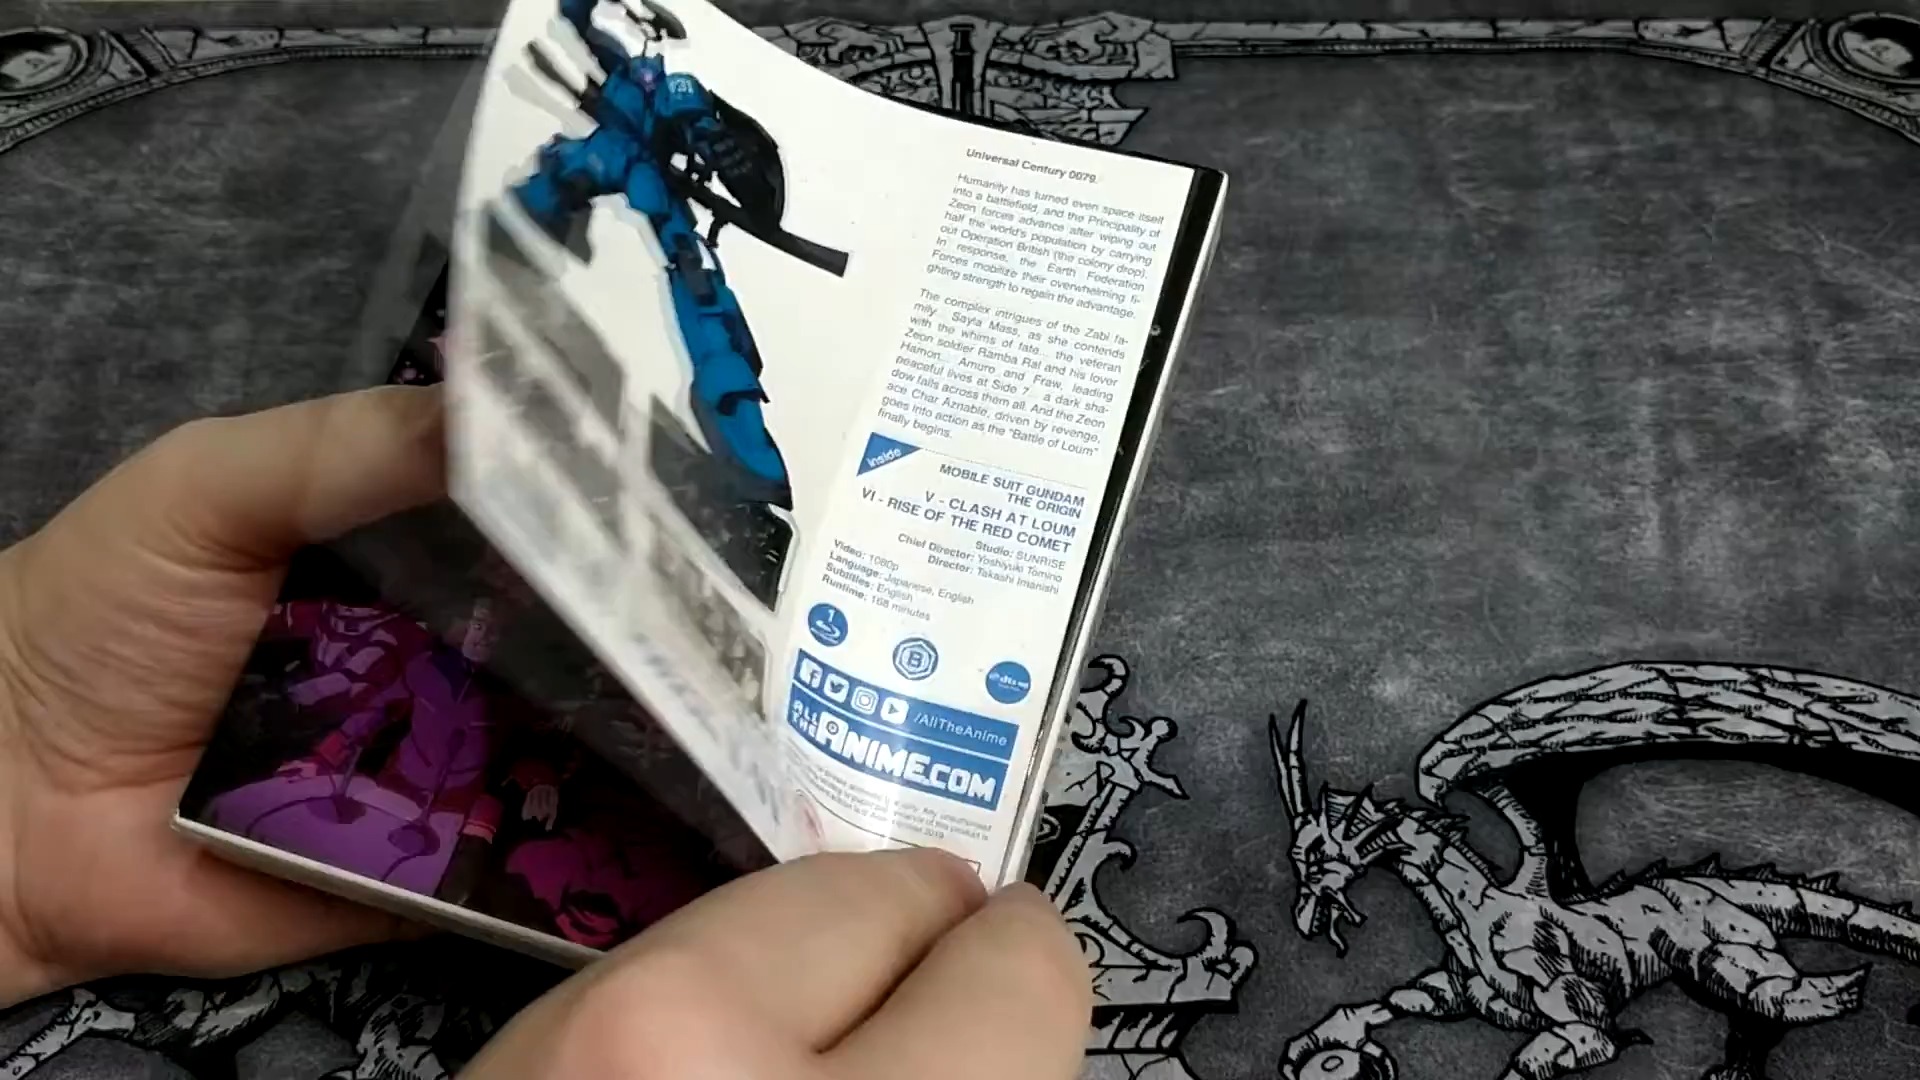 Universal Century 0079.
Humanity has turned even space itself
into a battlefield, and the Principality of
Zeon forces advance after wiping out
half the world's population by carrying
out Operation British (the colony drop).
In response, the Earth Federation
Forces mobilize their overwhelming fi-
ghting strength to regain the advantage.
The complex intrigues of the Zabi fa-
mily... Sayla Mass, as she contends
with the whims of fate... the veteran
Zeon soldier Ramba Ral and his lover
Hamon... Amuro and Fraw, leading
peaceful lives at Side 7... a dark sha-
dow falls across them all. And the Zeon
ace Char Aznable, driven by revenge,
goes into action as the "Battle of Loum"
finally begins.
Inside
MOBILE SUIT GUNDAM
THE ORIGIN
V - CLASH AT LOUM
VI - RISE OF THE RED COMET
Studio: SUNRISE
Chief Director: Yoshiyuki Tomino
Director: Takashi Imanishi
Video: 1080p
Language: Japanese, English
Subtitles: English
Runtime: 168 minutes
1
B
dts
/AllTheAnime
ALL THE ANIME.COM